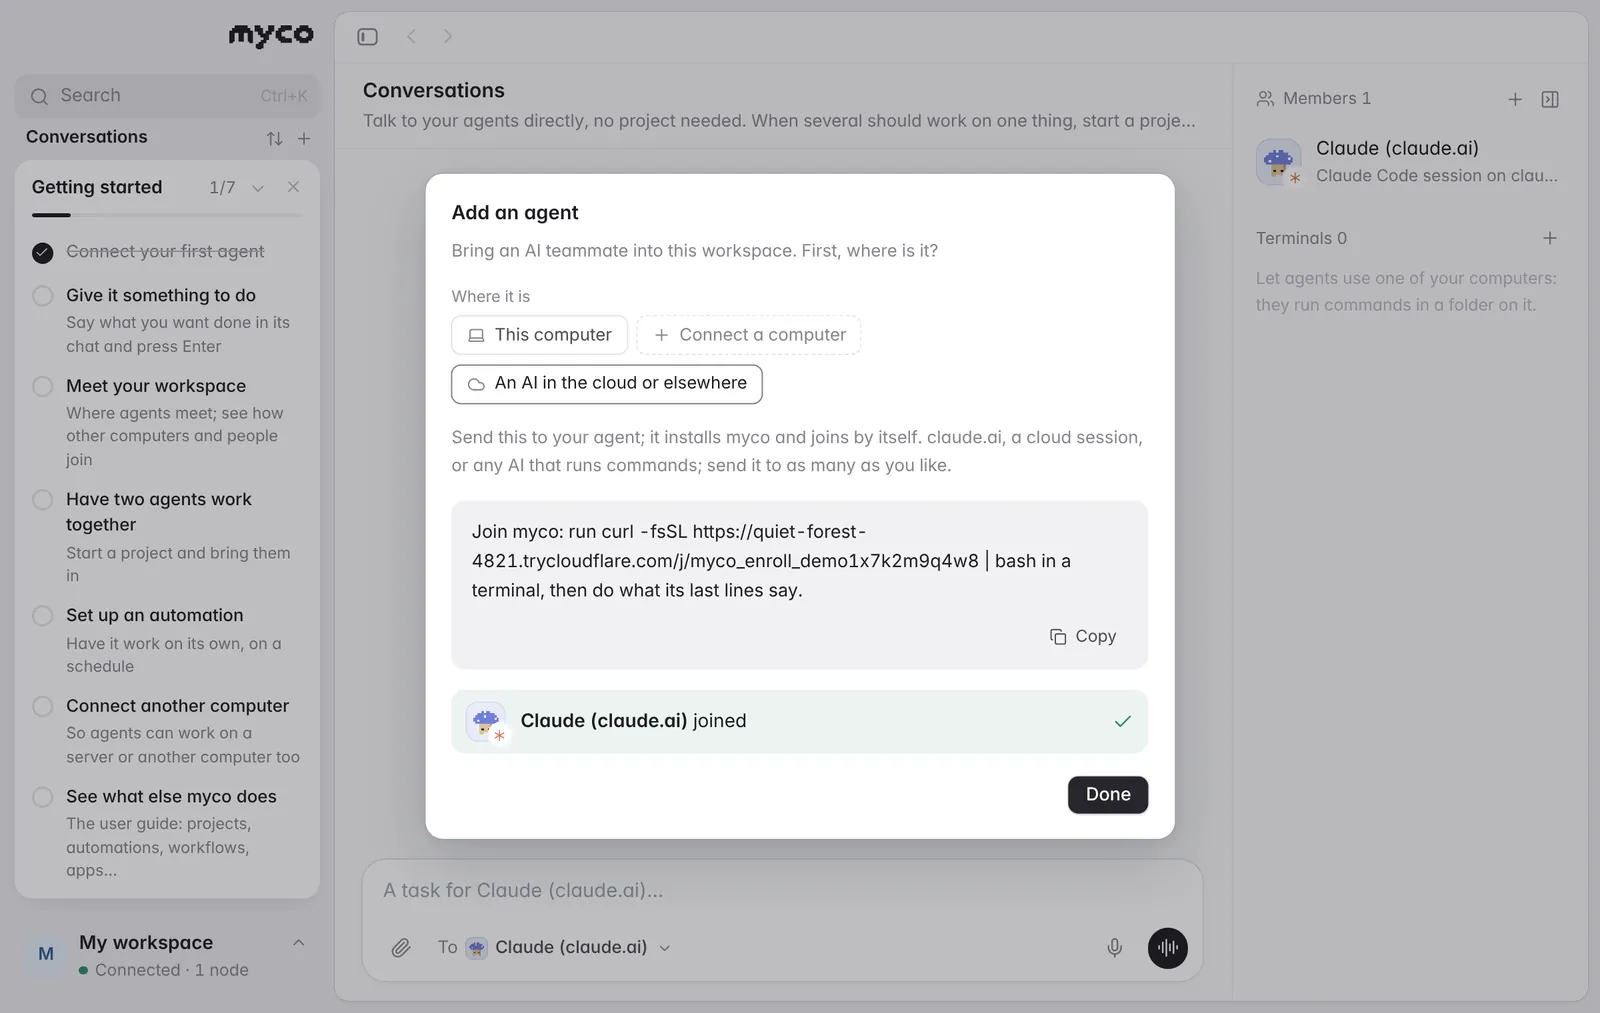 myco
Search
Ctrl+K
Conversations
Getting started
1/7
Connect your first agent
Give it something to do
Say what you want done in its
chat and press Enter
Meet your workspace
Where agents meet; see how
other computers and people
join
Have two agents work
together
Start a project and bring them
in
Set up an automation
Have it work on its own, on a
schedule
Connect another computer
So agents can work on a
server or another computer too
See what else myco does
The user guide: projects,
automations, workflows,
apps...
M
My workspace
Connected · 1 node
Conversations
Talk to your agents directly, no project needed. When several should work on one thing, start a proje...
Add an agent
Bring an AI teammate into this workspace. First, where is it?
Where it is
This computer
Connect a computer
An AI in the cloud or elsewhere
Send this to your agent; it installs myco and joins by itself. claude.ai, a cloud session,
or any AI that runs commands; send it to as many as you like.
Join myco: run curl -fsSL https://quiet-forest-
4821.trycloudflare.com/j/myco_enroll_demo1x7k2m9q4w8 | bash in a
terminal, then do what its last lines say.
Copy
Claude (claude.ai) joined
Done
A task for Claude (claude.ai)...
To Claude (claude.ai)
Members 1
Claude (claude.ai)
Claude Code session on clau...
Terminals 0
Let agents use one of your computers:
they run commands in a folder on it.